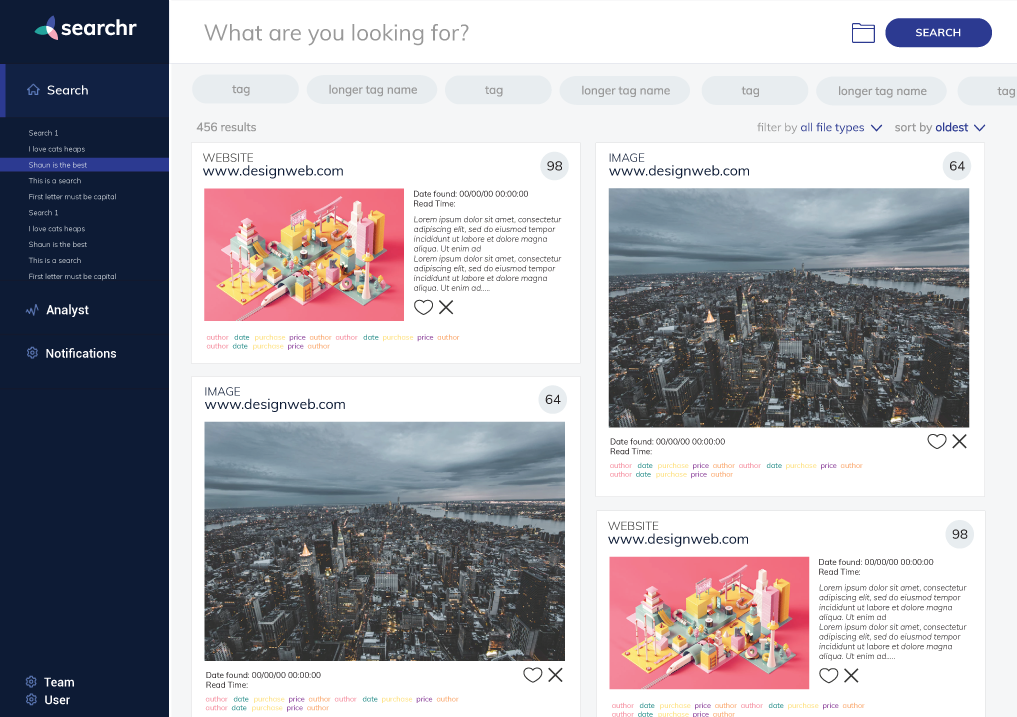 searchr
What are you looking for?
SEARCH
Search
Search 1
I love cats heaps
Shaun is the best
This is a search
First letter must be capital
Search 1
I love cats heaps
Shaun is the best
This is a search
First letter must be capital
Analyst
Notifications
Team
User
tag
longer tag name
tag
longer tag name
tag
longer tag name
tag
456 results
filter by all file types
sort by oldest
WEBSITE
www.designweb.com
98
Date found: 00/00/00 00:00:00
Read Time:
Lorem ipsum dolor sit amet, consectetur
adipiscing elit, sed do eiusmod tempor
incididunt ut labore et dolore magna
aliqua. Ut enim ad
Lorem ipsum dolor sit amet, consectetur
adipiscing elit, sed do eiusmod tempor
incididunt ut labore et dolore magna
aliqua. Ut enim ad.....
author date purchase price author author date purchase price author
author date purchase price author
IMAGE
www.designweb.com
64
Date found: 00/00/00 00:00:00
Read Time:
author date purchase price author author date purchase price author
author date purchase price author
IMAGE
www.designweb.com
64
Date found: 00/00/00 00:00:00
Read Time:
author date purchase price author author date purchase price author
author date purchase price author
WEBSITE
www.designweb.com
98
Date found: 00/00/00 00:00:00
Read Time:
Lorem ipsum dolor sit amet, consectetur
adipiscing elit, sed do eiusmod tempor
incididunt ut labore et dolore magna
aliqua. Ut enim ad
Lorem ipsum dolor sit amet, consectetur
adipiscing elit, sed do eiusmod tempor
incididunt ut labore et dolore magna
aliqua. Ut enim ad.....
author date purchase price author author date purchase price author
author date purchase price author